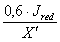 0,6 · J_red
X′